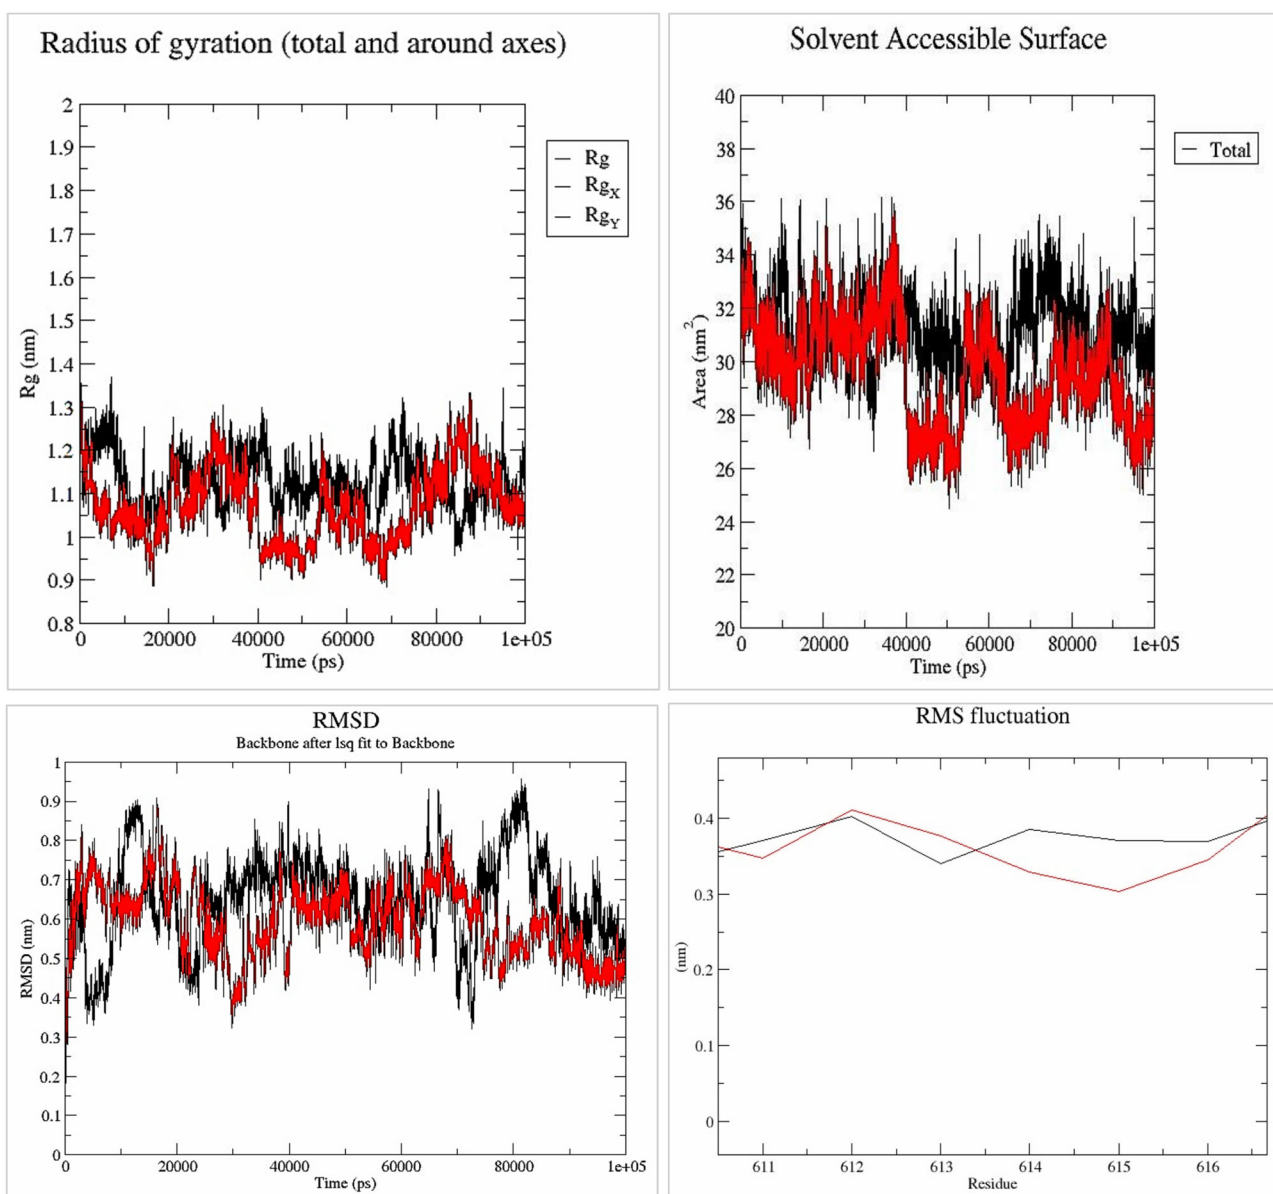 Radius of gyration (total and around axes)
2
1.9
1.8
1.7
1.6
1.5
1.4
1.3
1.2
1.1
1
0.9
0.8
Rg (nm)
0 20000 40000 60000 80000 1e+05
Time (ps)
Rg
Rg_X
Rg_Y
Solvent Accessible Surface
40
38
36
34
32
30
28
26
24
22
20
Area (nm²)
0 20000 40000 60000 80000 1e+05
Time (ps)
Total
RMSD
Backbone after lsq fit to Backbone
1
0.9
0.8
0.7
0.6
0.5
0.4
0.3
0.2
0.1
0
RMSD (nm)
0 20000 40000 60000 80000 1e+05
Time (ps)
RMS fluctuation
0.4
0.3
0.2
0.1
0
(nm)
611 612 613 614 615 616
Residue